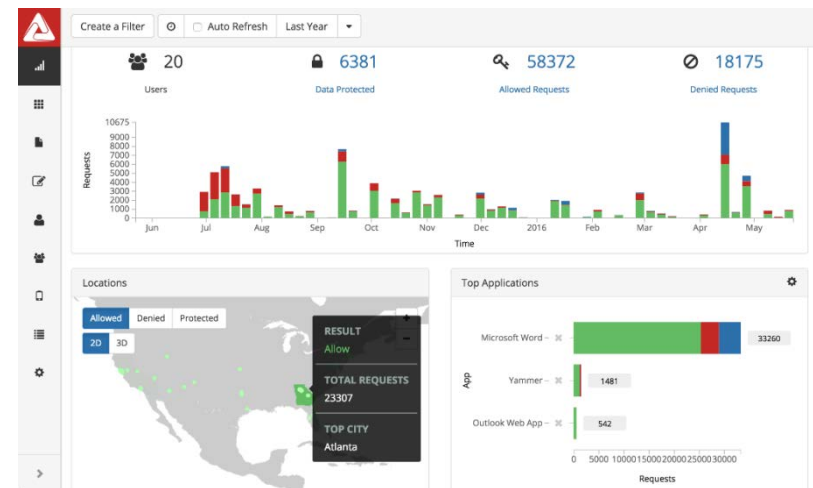 Create a Filter Auto Refresh Last Year
20 6381 58372 18175
Users Data Protected Allowed Requests Denied Requests
10675
9000
8000
7000
6000
5000
4000
3000
2000
1000
0
Requests
Jun Jul Aug Sep Oct Nov Dec 2016 Feb Mar Apr May
Time
Locations
Allowed Denied Protected
2D 3D
RESULT
Allow
TOTAL REQUESTS
23307
TOP CITY
Atlanta
Top Applications
App
Microsoft Word 33260
Yammer 1481
Outlook Web App 542
0 5000 10000 15000 20000 25000 30000
Requests